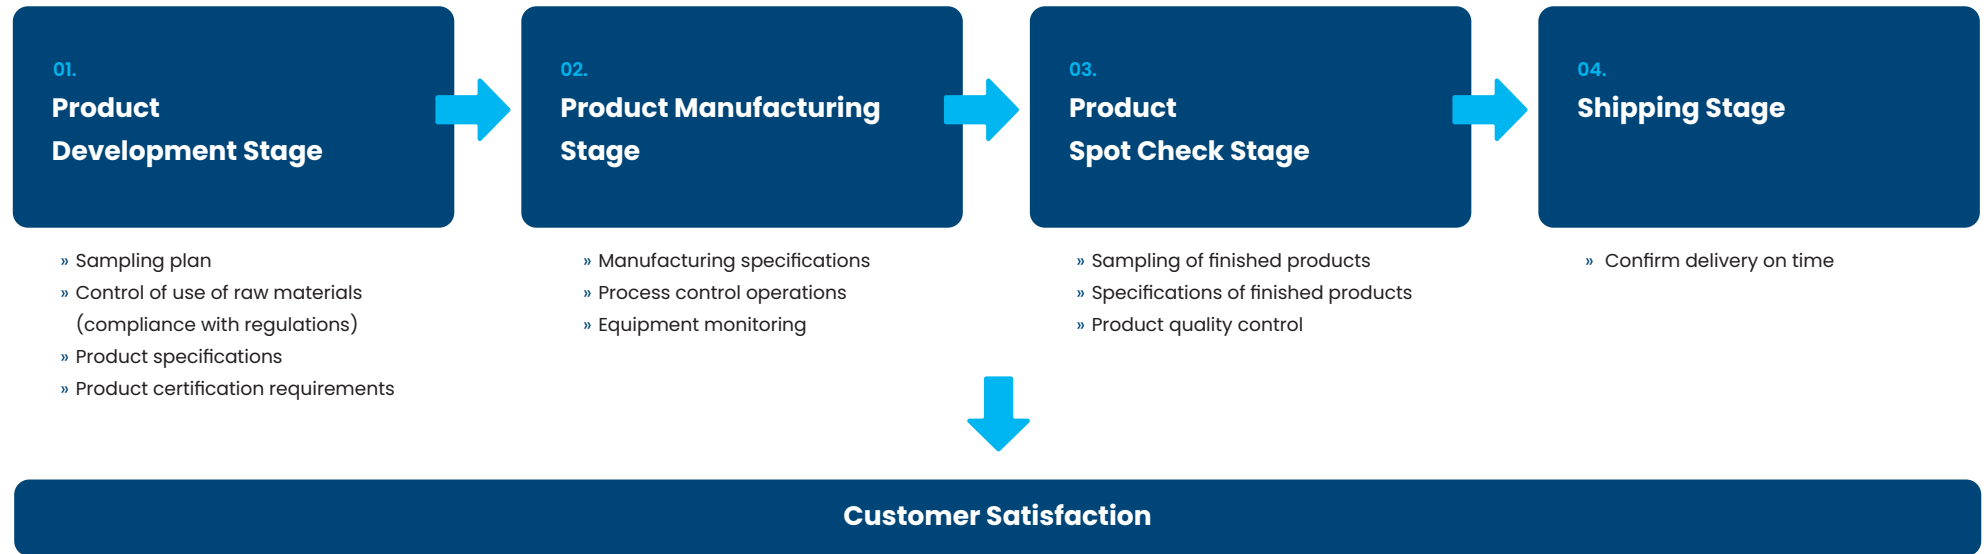 01.
Product
Development Stage
» Sampling plan
» Control of use of raw materials
(compliance with regulations)
» Product specifications
» Product certification requirements
02.
Product Manufacturing
Stage
» Manufacturing specifications
» Process control operations
» Equipment monitoring
03.
Product
Spot Check Stage
» Sampling of finished products
» Specifications of finished products
» Product quality control
04.
Shipping Stage
» Confirm delivery on time
Customer Satisfaction